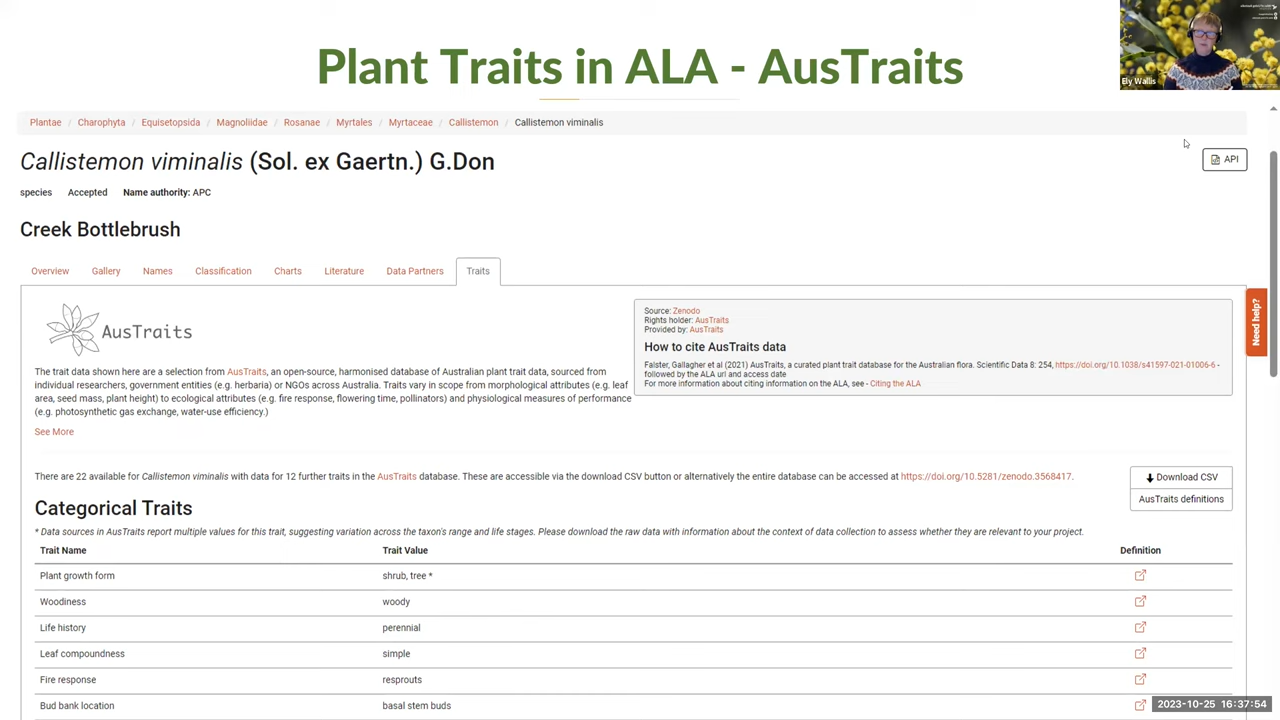 Plant Traits in ALA - AusTraits
Ely Wallis
Plantae / Charophyta / Equisetopsida / Magnoliidae / Rosanae / Myrtales / Myrtaceae / Callistemon / Callistemon viminalis
Callistemon viminalis (Sol. ex Gaertn.) G.Don
API
species Accepted Name authority: APC
Creek Bottlebrush
Overview Gallery Names Classification Charts Literature Data Partners Traits
AusTraits
The trait data shown here are a selection from AusTraits, an open-source, harmonised database of Australian plant trait data, sourced from
individual researchers, government entities (e.g. herbaria) or NGOs across Australia. Traits vary in scope from morphological attributes (e.g. leaf
area, seed mass, plant height) to ecological attributes (e.g. fire response, flowering time, pollinators) and physiological measures of performance
(e.g. photosynthetic gas exchange, water-use efficiency.)
See More
Source: Zenodo
Rights holder: AusTraits
Provided by: AusTraits
How to cite AusTraits data
Falster, Gallagher et al (2021) AusTraits, a curated plant trait database for the Australian flora. Scientific Data 8: 254, https://doi.org/10.1038/s41597-021-01006-6 -
followed by the ALA url and access date
For more information about citing information on the ALA, see - Citing the ALA
Need help?
There are 22 available for Callistemon viminalis with data for 12 further traits in the AusTraits database. These are accessible via the download CSV button or alternatively the entire database can be accessed at https://doi.org/10.5281/zenodo.3568417.
Download CSV
AusTraits definitions
Categorical Traits
* Data sources in AusTraits report multiple values for this trait, suggesting variation across the taxon's range and life stages. Please download the raw data with information about the context of data collection to assess whether they are relevant to your project.
Trait Name Trait Value Definition
Plant growth form shrub, tree *
Woodiness woody
Life history perennial
Leaf compoundness simple
Fire response resprouts
Bud bank location basal stem buds
2023-10-25 16:37:54